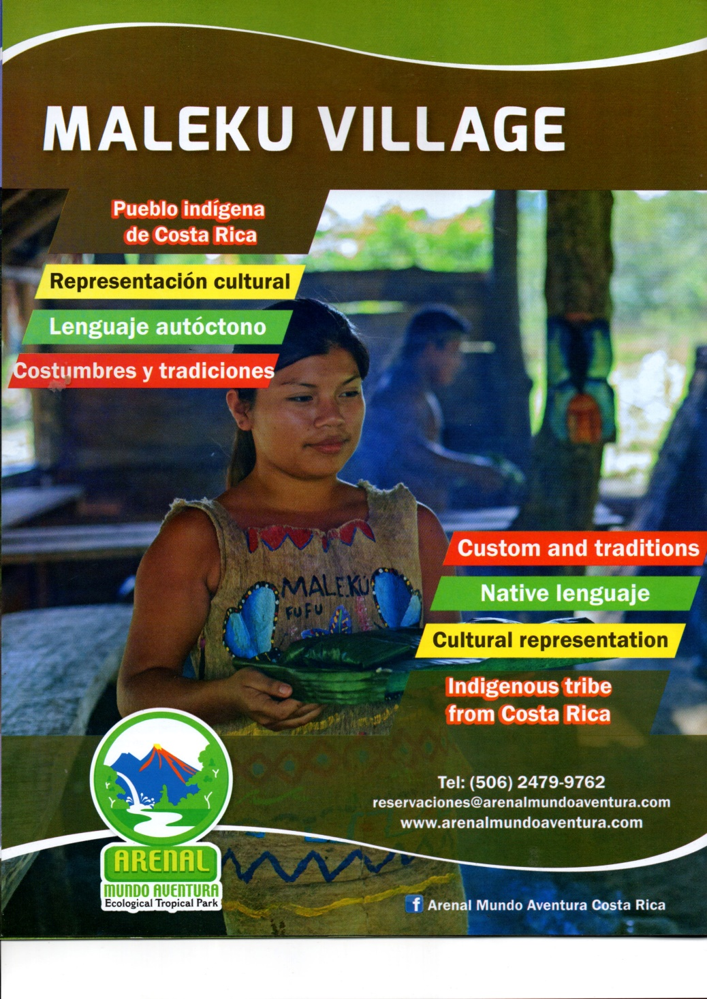 MALEKU VILLAGE
Pueblo indígena
de Costa Rica
Representación cultural
Lenguaje autóctono
Costumbres y tradiciones
MALEKÚ
FUFU
Custom and traditions
Native lenguaje
Cultural representation
Indigenous tribe
from Costa Rica
Tel: (506) 2479-9762
reservaciones@arenalmundoaventura.com
www.arenalmundoaventura.com
ARENAL
MUNDO AVENTURA
Ecological Tropical Park
f Arenal Mundo Aventura Costa Rica